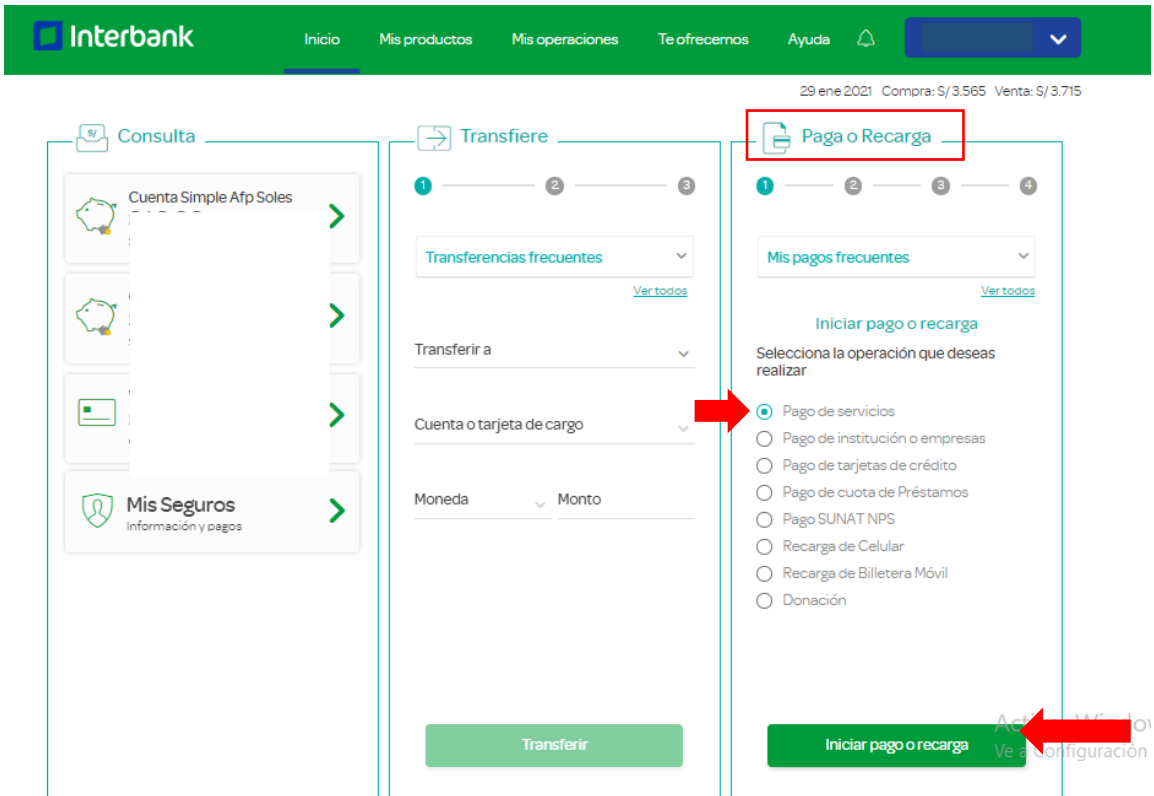 Interbank
Inicio
Mis productos
Mis operaciones
Te ofrecemos
Ayuda
29 ene 2021 Compra: S/ 3.565 Venta: S/ 3.715
S/ Consulta
Cuenta Simple Afp Soles
Mis Seguros
Información y pagos
Transfiere
1 2 3
Transferencias frecuentes
Ver todos
Transferir a
Cuenta o tarjeta de cargo
Moneda Monto
Transferir
Paga o Recarga
1 2 3 4
Mis pagos frecuentes
Ver todos
Iniciar pago o recarga
Selecciona la operación que deseas
realizar
Pago de servicios
Pago de institución o empresas
Pago de tarjetas de crédito
Pago de cuota de Préstamos
Pago SUNAT NPS
Recarga de Celular
Recarga de Billetera Móvil
Donación
Iniciar pago o recarga
Ve a Configuración